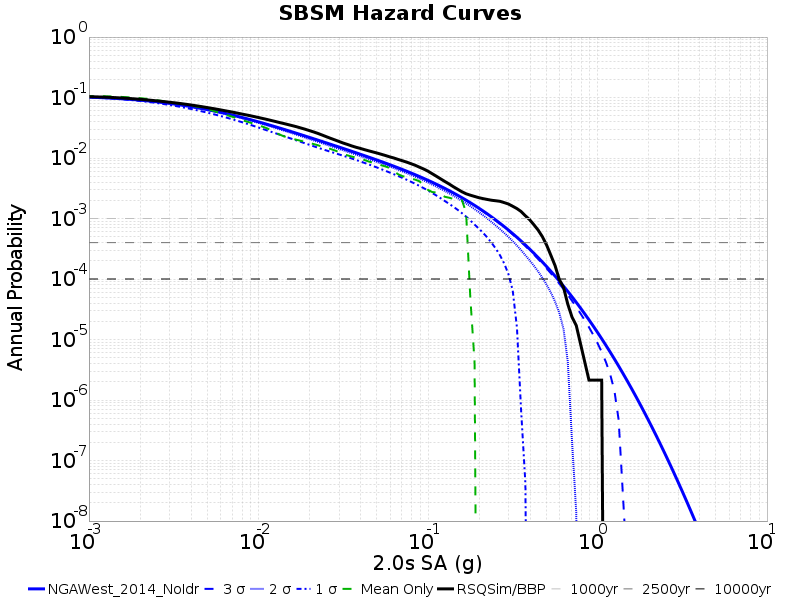 SBSM Hazard Curves
Annual Probability
10^0
10^-1
10^-2
10^-3
10^-4
10^-5
10^-6
10^-7
10^-8
10^-3 10^-2 10^-1 10^0 10^1
2.0s SA (g)
NGAWest_2014_NoIdr 3 σ 2 σ 1 σ Mean Only RSQSim/BBP 1000yr 2500yr 10000yr